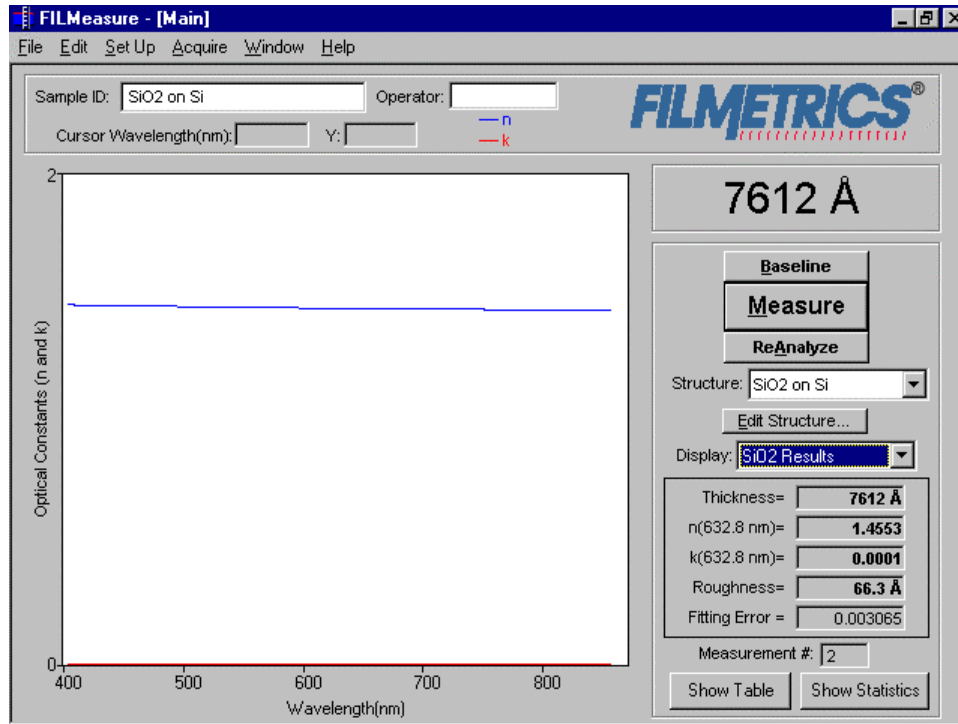 FILMeasure - [Main]
File Edit Set Up Acquire Window Help
Sample ID: SiO2 on Si Operator:
Cursor Wavelength(nm): Y:
n
k
FILMETRICS®
7612 Å
2
0
Optical Constants (n and k)
400 500 600 700 800
Wavelength(nm)
Baseline
Measure
ReAnalyze
Structure: SiO2 on Si
Edit Structure...
Display: SiO2 Results
Thickness= 7612 Å
n(632.8 nm)= 1.4553
k(632.8 nm)= 0.0001
Roughness= 66.3 Å
Fitting Error = 0.003065
Measurement #: 2
Show Table Show Statistics